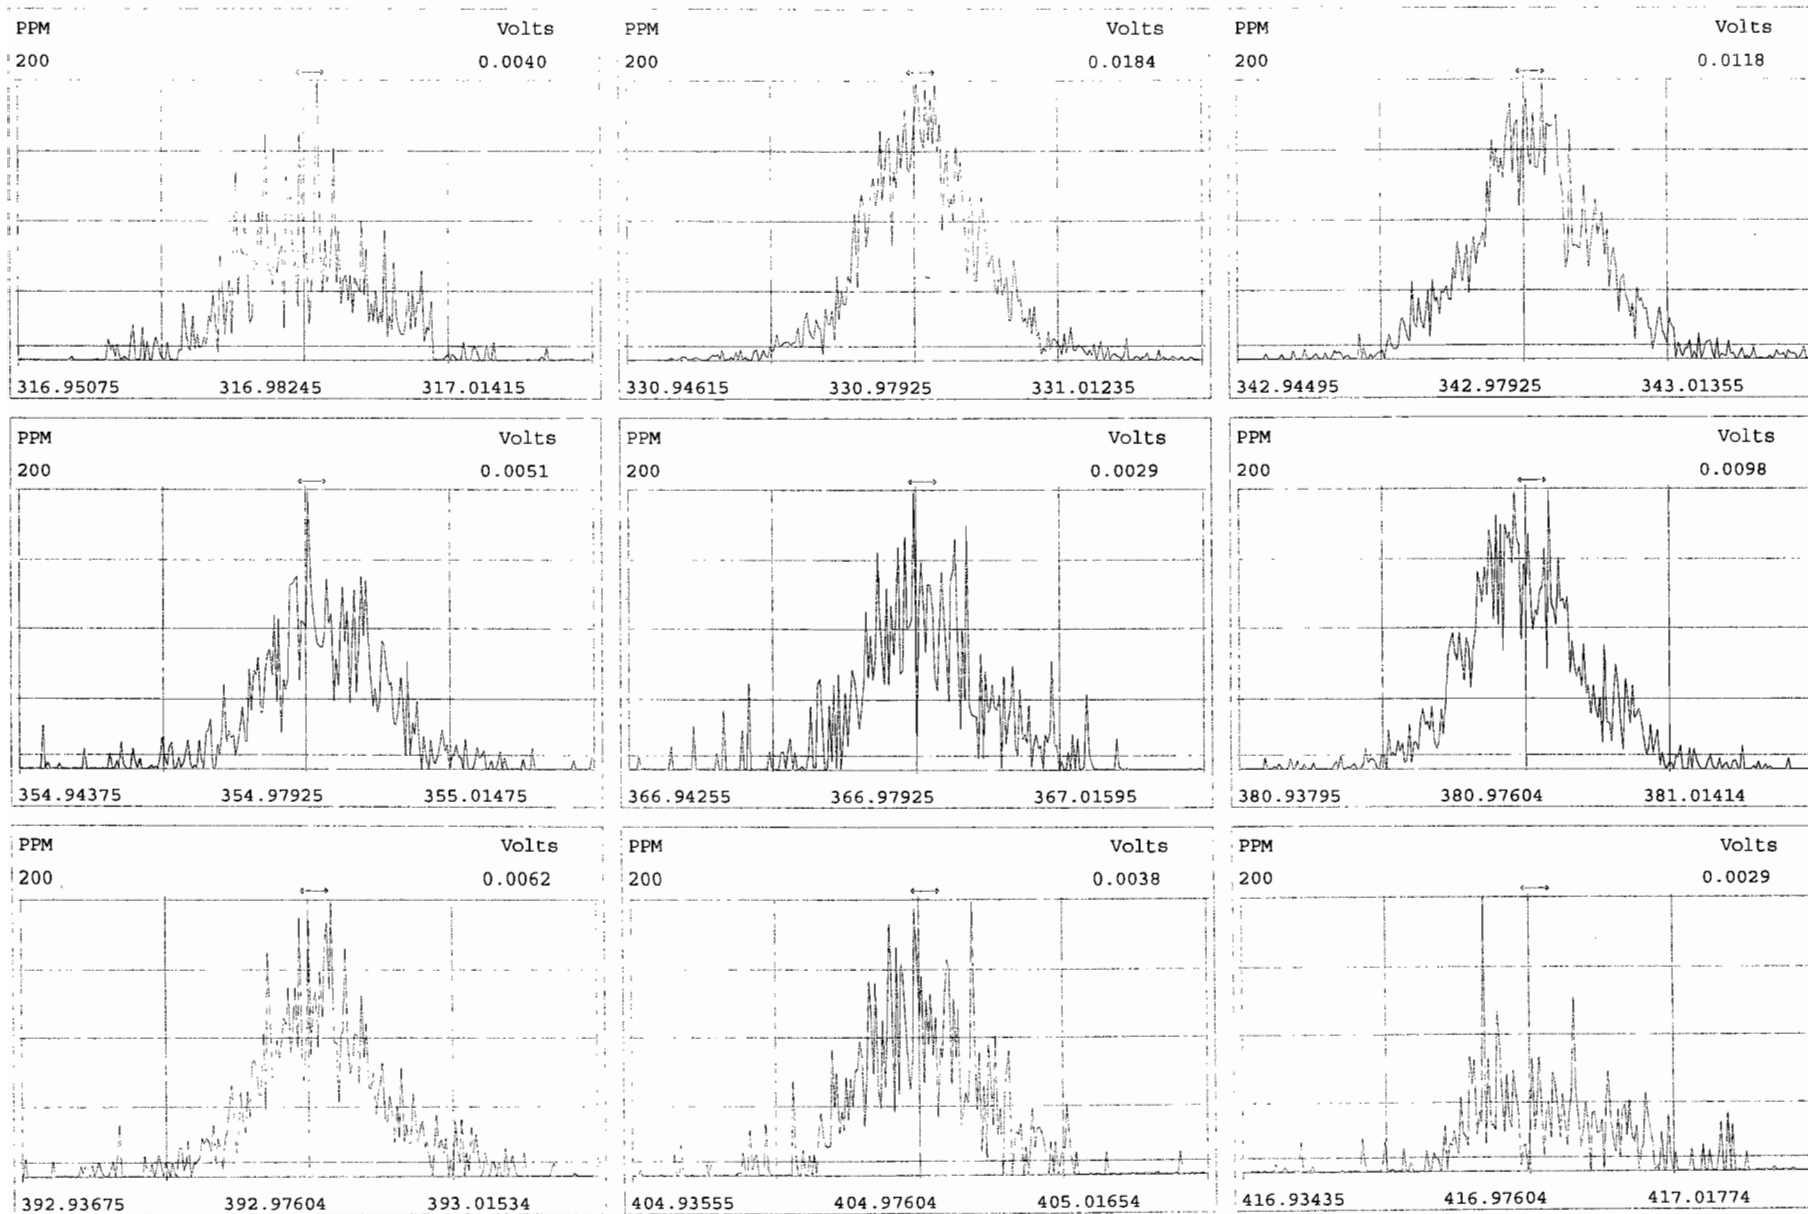 PPM Volts
200 0.0040
316.95075 316.98245 317.01415
PPM Volts
200 0.0184
330.94615 330.97925 331.01235
PPM Volts
200 0.0118
342.94495 342.97925 343.01355
PPM Volts
200 0.0051
354.94375 354.97925 355.01475
PPM Volts
200 0.0029
366.94255 366.97925 367.01595
PPM Volts
200 0.0098
380.93795 380.97604 381.01414
PPM Volts
200 0.0062
392.93675 392.97604 393.01534
PPM Volts
200 0.0038
404.93555 404.97604 405.01654
PPM Volts
200 0.0029
416.93435 416.97604 417.01774